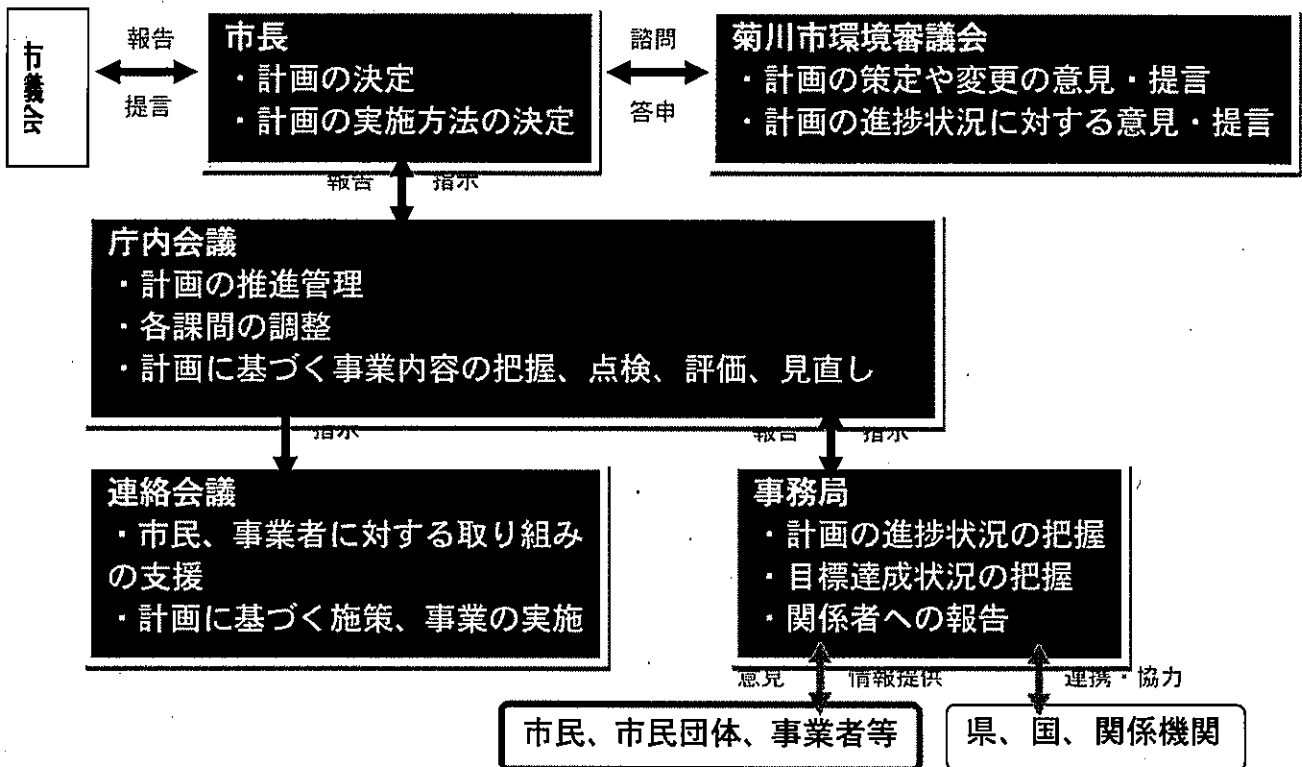 市議会
報告
提言
市長
・計画の決定
・計画の実施方法の決定
諮問
答申
菊川市環境審議会
・計画の策定や変更の意見・提言
・計画の進捗状況に対する意見・提言
報告 指示
庁内会議
・計画の推進管理
・各課間の調整
・計画に基づく事業内容の把握、点検、評価、見直し
指示
報告 指示
連絡会議
・市民、事業者に対する取り組み
の支援
・計画に基づく施策、事業の実施
事務局
・計画の進捗状況の把握
・目標達成状況の把握
・関係者への報告
意見 情報提供
連携・協力
市民、市民団体、事業者等
県、国、関係機関